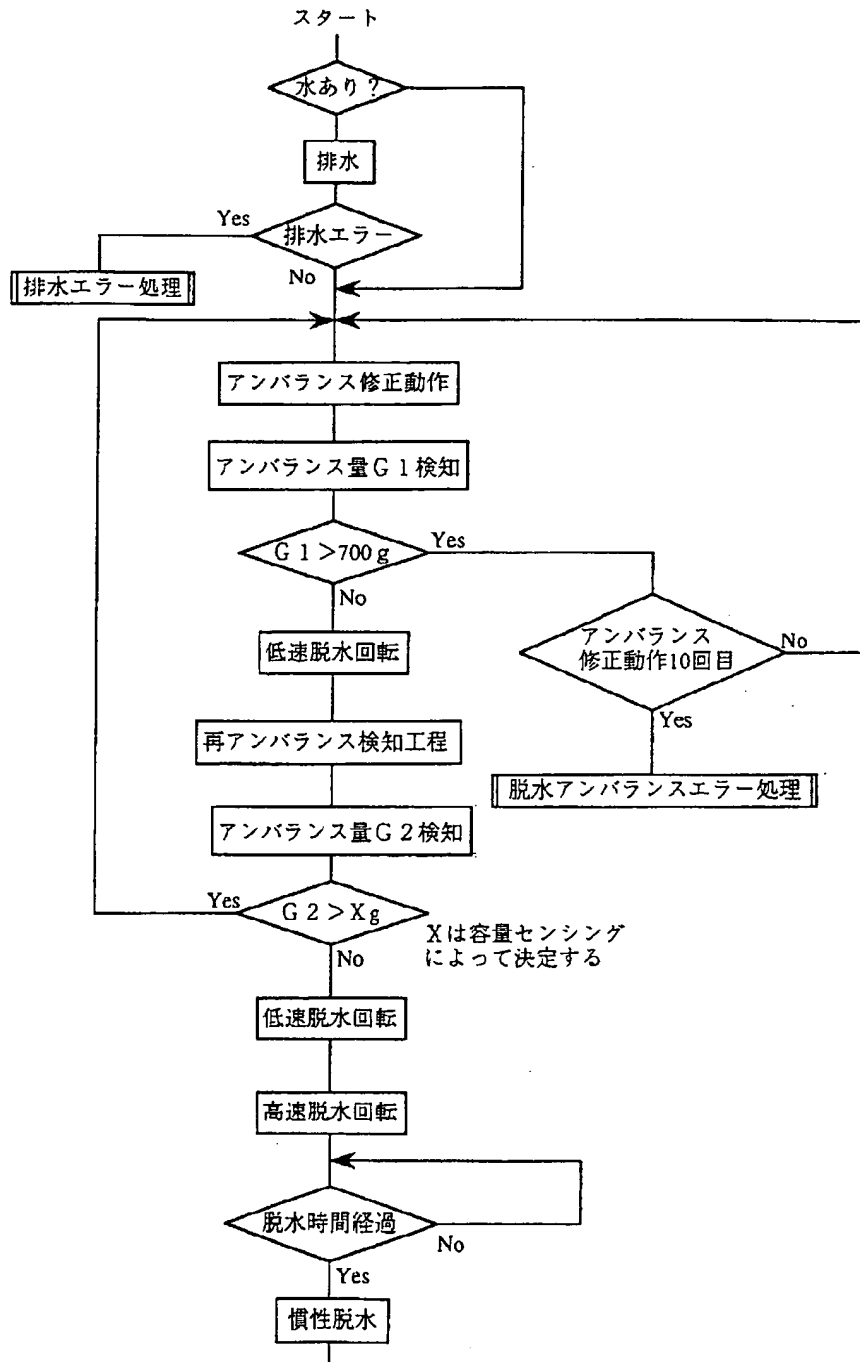 スタート
水あり？
排水
Yes
排水エラー
No
排水エラー処理
アンバランス修正動作
アンバランス量G1検知
G1＞700g
Yes
No
アンバランス
修正動作10回目
No
Yes
低速脱水回転
再アンバランス検知工程
脱水アンバランスエラー処理
アンバランス量G2検知
Yes
G2＞Xg
Xは容量センシング
によって決定する
No
低速脱水回転
高速脱水回転
脱水時間経過
No
Yes
慣性脱水